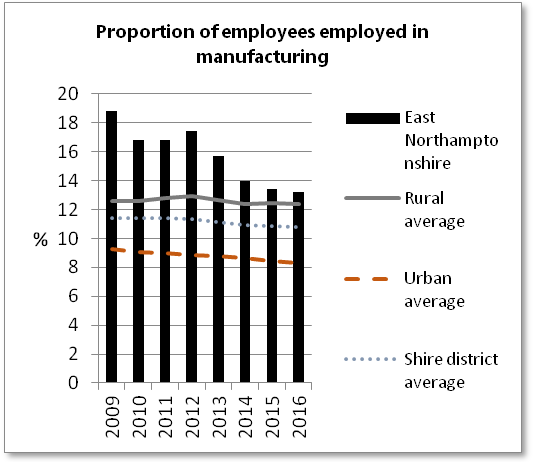 Proportion of employees employed in
manufacturing
20
18
16
14
12
10
8
6
4
2
0
%
2009
2010
2011
2012
2013
2014
2015
2016
East
Northampto
nshire
Rural
average
Urban
average
Shire district
average